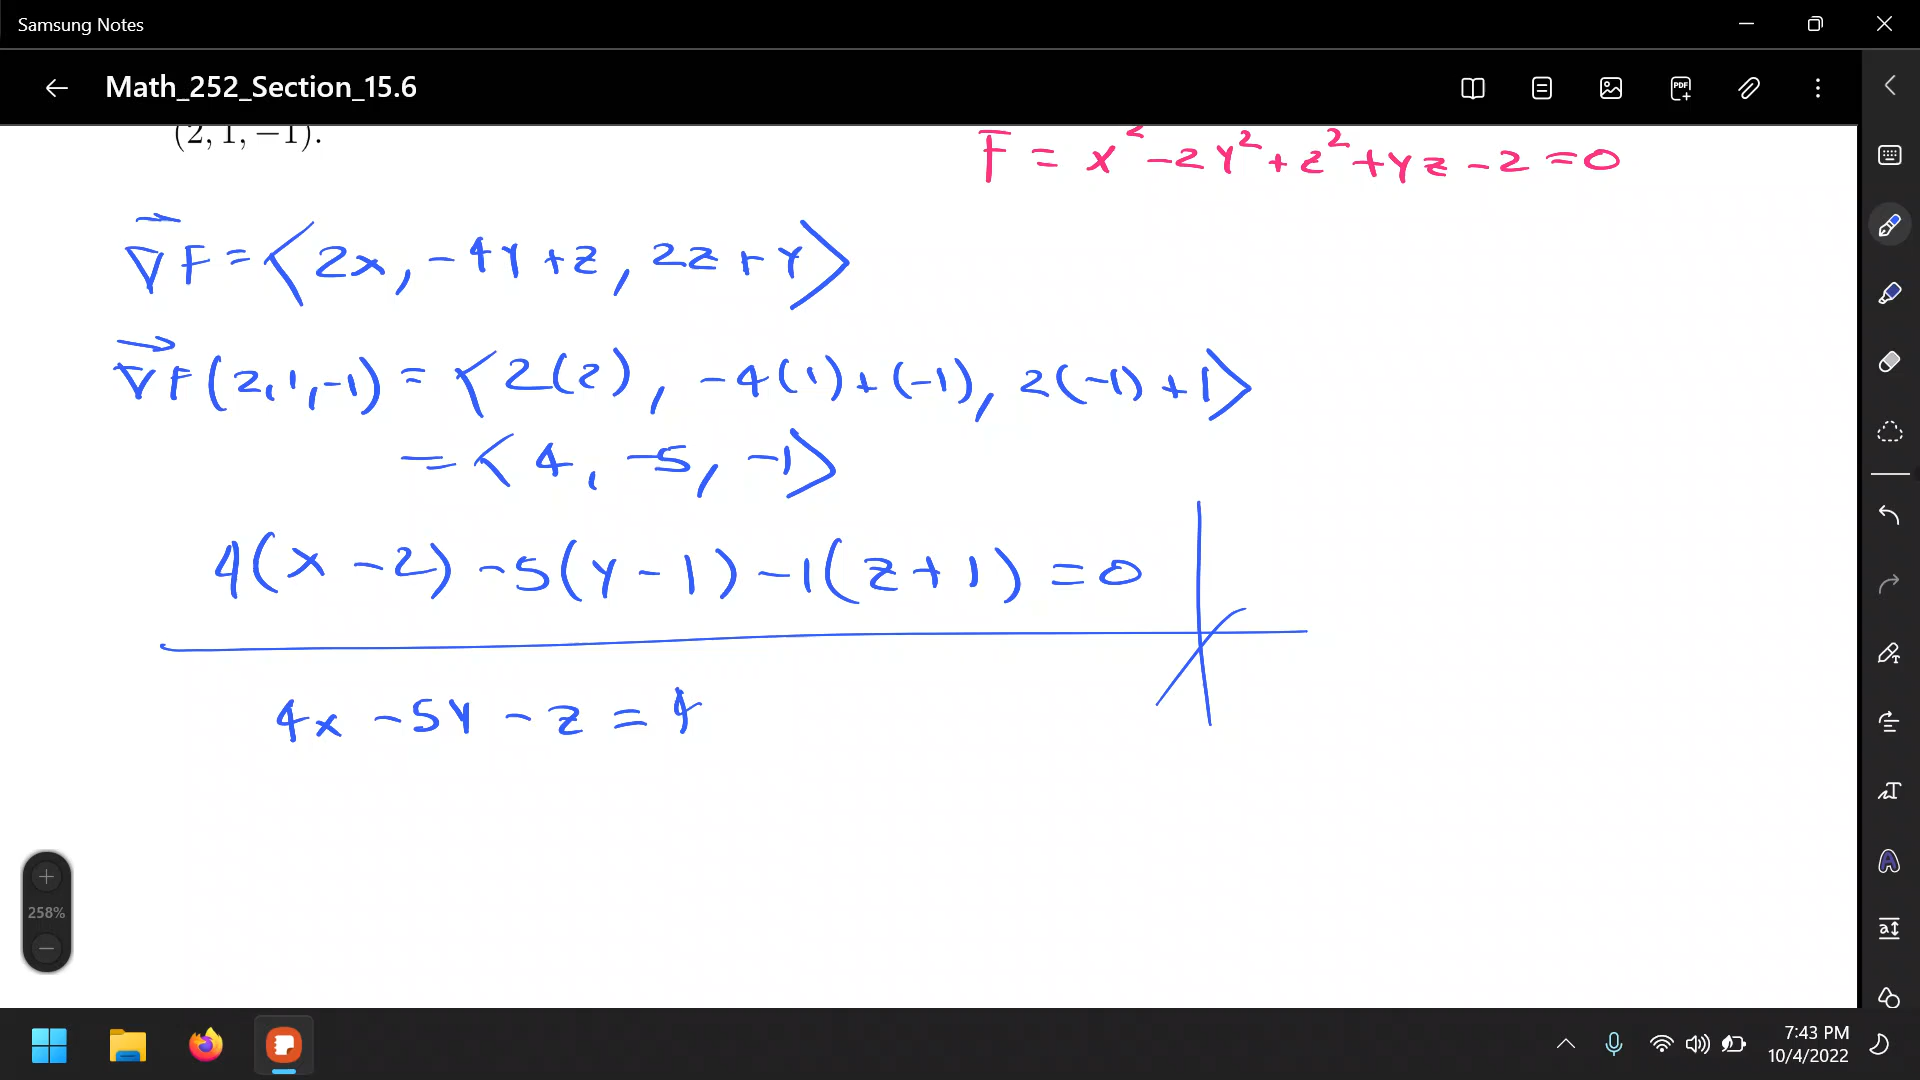 Samsung Notes
Math_252_Section_15.6
(2, 1, −1).
F = x² − 2y² + z² + yz − 2 = 0
∇⃗F = ⟨2x, −4y + z, 2z + y⟩
∇⃗F(2, 1, −1) = ⟨2(2), −4(1) + (−1), 2(−1) + 1⟩
= ⟨4, −5, −1⟩
4(x − 2) − 5(y − 1) − 1(z + 1) = 0
4x − 5y − z = 4
258%
7:43 PM
10/4/2022